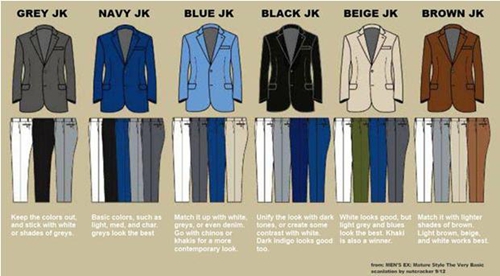 GREY JK
NAVY JK
BLUE JK
BLACK JK
BEIGE JK
BROWN JK
Keep the colors out,
and stick with white
or shades of greys.
Basic colors, such as
light, med, and char.
greys look the best
Match it up with white,
greys, or even denim.
Go with chinos or
khakis for a more
contemporary look.
Unify the look with dark
tones, or create some
contrast with white.
Dark indigo looks good
too.
White looks good, but
light grey and blues
look the best. Khaki
is also a winner.
Match it with lighter
shades of brown.
Light brown, beige,
and white works best.
from: MEN'S EX: Mature Style The Very Basic
scanlation by nutcracker 9/12